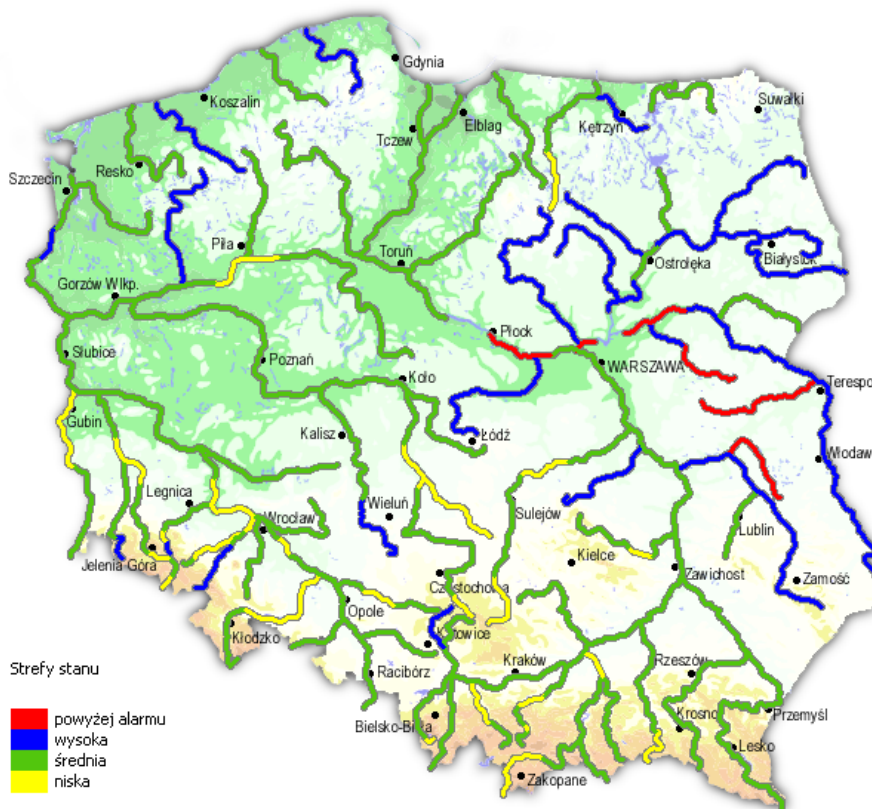 Gdynia
Koszalin
Suwałki
Elbląg
Kętrzyn
Tczew
Resko
Szczecin
Piła
Toruń
Białystok
Ostrołęka
Gorzów Wlkp.
Płock
Słubice
Poznań
WARSZAWA
Koło
Terespo
Gubin
Kalisz
Łódź
Włodaw
Legnica
Wieluń
Sulejów
Wrocław
Lublin
Jelenia Góra
Kielce
Częstochowa
Zawichost
Zamość
Opole
Kłodzko
Katowice
Strefy stanu
Racibórz
Kraków
Rzeszów
powyżej alarmu
Bielsko-Biała
Krosno
Przemyśl
wysoka
Lesko
średnia
Zakopane
niska